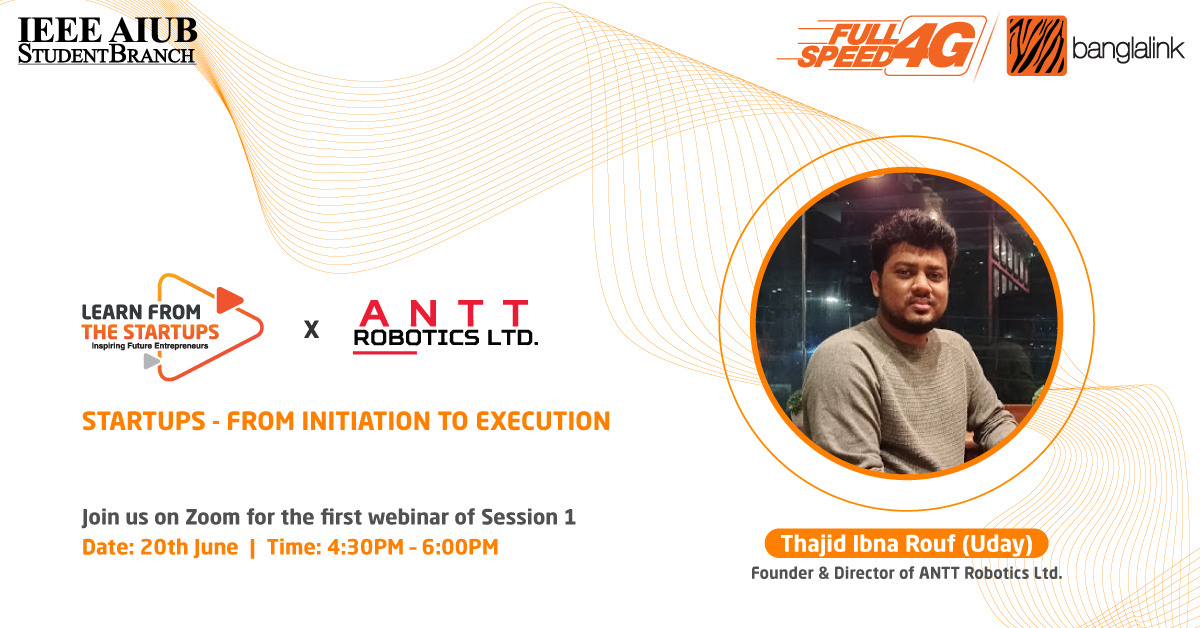 IEEE AIUB
STUDENTBRANCH
FULL
SPEED 4G
banglalink
LEARN FROM
THE STARTUPS
Inspiring Future Entrepreneurs
x
ANTT
ROBOTICS LTD.
STARTUPS - FROM INITIATION TO EXECUTION
Join us on Zoom for the first webinar of Session 1
Date: 20th June | Time: 4:30PM – 6:00PM
Thajid Ibna Rouf (Uday)
Founder & Director of ANTT Robotics Ltd.